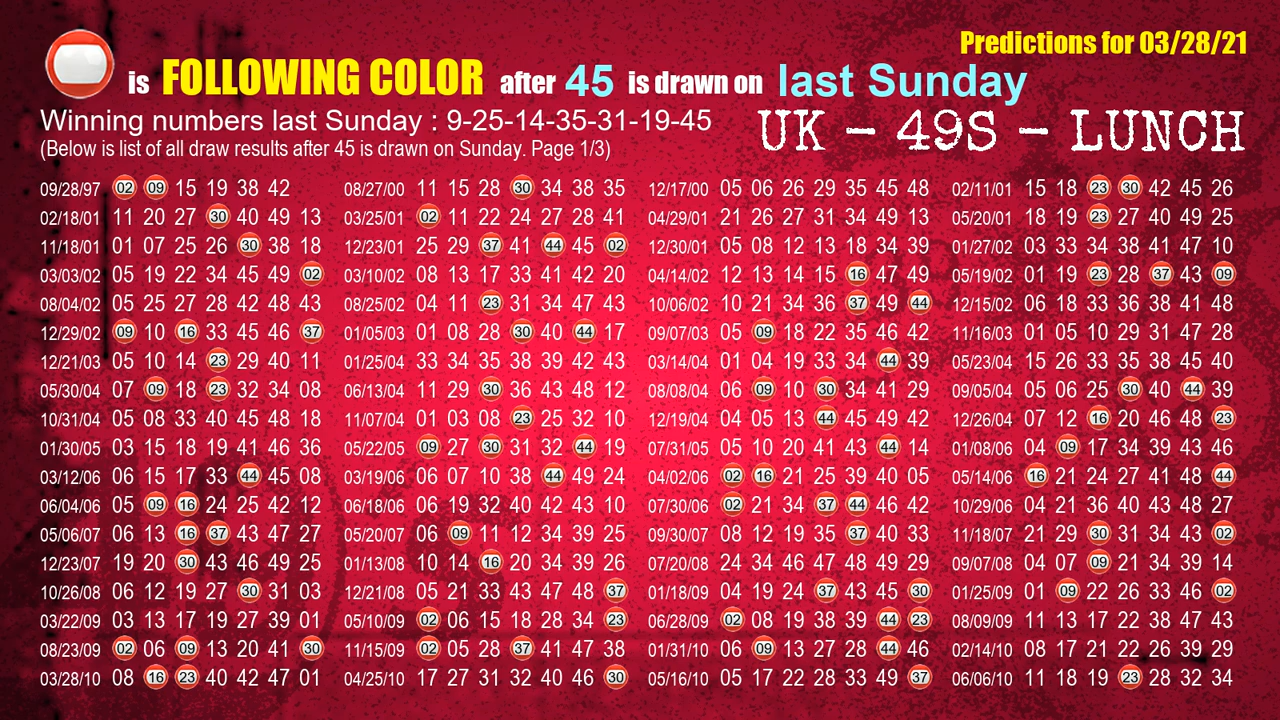 Predictions for 03/28/21
is FOLLOWING COLOR after 45 is drawn on last Sunday
Winning numbers last Sunday : 9-25-14-35-31-19-45
(Below is list of all draw results after 45 is drawn on Sunday. Page 1/3)
UK - 49S - LUNCH
09/28/97 02 09 15 19 38 42 08/27/00 11 15 28 30 34 38 35 12/17/00 05 06 26 29 35 45 48 02/11/01 15 18 23 30 42 45 26
02/18/01 11 20 27 30 40 49 13 03/25/01 02 11 22 24 27 28 41 04/29/01 21 26 27 31 34 49 13 05/20/01 18 19 23 27 40 49 25
11/18/01 01 07 25 26 30 38 18 12/23/01 25 29 37 41 44 45 02 12/30/01 05 08 12 13 18 34 39 01/27/02 03 33 34 38 41 47 10
03/03/02 05 19 22 34 45 49 02 03/10/02 08 13 17 33 41 42 20 04/14/02 12 13 14 15 16 47 49 05/19/02 01 19 23 28 37 43 09
08/04/02 05 25 27 28 42 48 43 08/25/02 04 11 23 31 34 47 43 10/06/02 10 21 34 36 37 49 44 12/15/02 06 18 33 36 38 41 48
12/29/02 09 10 16 33 45 46 37 01/05/03 01 08 28 30 40 44 17 09/07/03 05 09 18 22 35 46 42 11/16/03 01 05 10 29 31 47 28
12/21/03 05 10 14 23 29 40 11 01/25/04 33 34 35 38 39 42 43 03/14/04 01 04 19 33 34 44 39 05/23/04 15 26 33 35 38 45 40
05/30/04 07 09 18 23 32 34 08 06/13/04 11 29 30 36 43 48 12 08/08/04 06 09 10 30 34 41 29 09/05/04 05 06 25 30 40 44 39
10/31/04 05 08 33 40 45 48 18 11/07/04 01 03 08 23 25 32 10 12/19/04 04 05 13 44 45 49 42 12/26/04 07 12 16 20 46 48 23
01/30/05 03 15 18 19 41 46 36 05/22/05 09 27 30 31 32 44 19 07/31/05 05 10 20 41 43 44 14 01/08/06 04 09 17 34 39 43 46
03/12/06 06 15 17 33 44 45 08 03/19/06 06 07 10 38 44 49 24 04/02/06 02 16 21 25 39 40 05 05/14/06 16 21 24 27 41 48 44
06/04/06 05 09 16 24 25 42 12 06/18/06 06 19 32 40 42 43 10 07/30/06 02 21 34 37 44 46 42 10/29/06 04 21 36 40 43 48 27
05/06/07 06 13 16 37 43 47 27 05/20/07 06 09 11 12 34 39 25 09/30/07 08 12 19 35 37 40 33 11/18/07 21 29 30 31 34 43 02
12/23/07 19 20 30 43 46 49 25 01/13/08 10 14 16 20 34 39 26 07/20/08 24 34 46 47 48 49 29 09/07/08 04 07 09 21 34 39 14
10/26/08 06 12 19 27 30 31 03 12/21/08 05 21 33 43 47 48 37 01/18/09 04 19 24 37 43 45 30 01/25/09 01 09 22 26 33 46 02
03/22/09 03 13 17 19 27 39 01 05/10/09 02 06 15 18 28 34 23 06/28/09 02 08 19 38 39 44 23 08/09/09 11 13 17 22 38 47 43
08/23/09 02 06 09 13 20 41 30 11/15/09 02 05 28 37 41 47 38 01/31/10 06 09 13 27 28 44 46 02/14/10 08 17 21 22 26 39 29
03/28/10 08 16 23 40 42 47 01 04/25/10 17 27 31 32 40 46 30 05/16/10 05 17 22 28 33 49 37 06/06/10 11 18 19 23 28 32 34